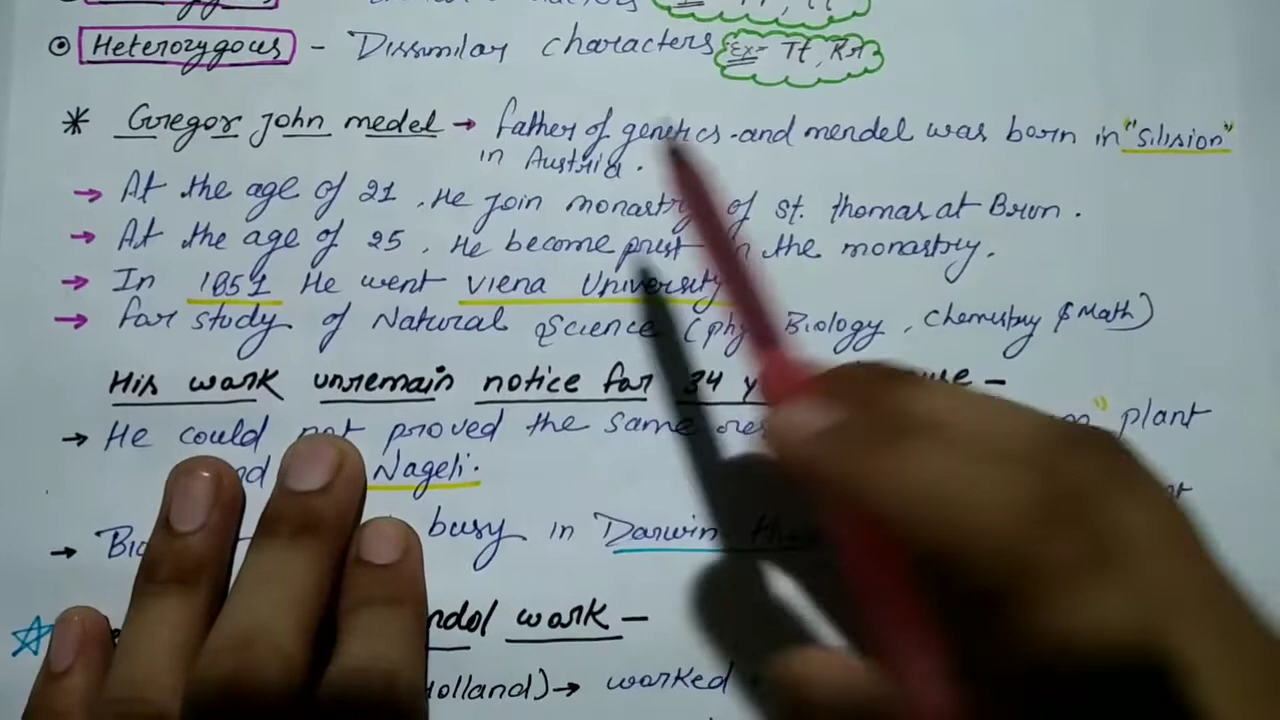 Heterozygous - Dissimilar characters Ex= Tt, Rr
* Gregor john medel → father of genetics - and mendel was born in "Silision"
in Austria.
→ At the age of 21, He join monastry of St. thomas at Brun.
→ At the age of 25, He become prest in the monastry.
→ In 1851 He went Viena University
→ for study of Natural Science (phy Biology, chemistry & Math)
His work unremain notice for 34 y
→ He could not proved the same plant
Nageli.
→ busy in Darwin
work -
Holland) → worked